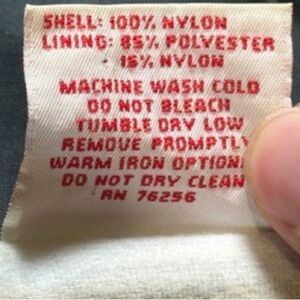 SHELL: 100% NYLON
LINING: 85% POLYESTER
15% NYLON
MACHINE WASH COLD
DO NOT BLEACH
TUMBLE DRY LOW
REMOVE PROMPTLY
WARM IRON OPTIONA
DO NOT DRY CLEAN
RN 76256